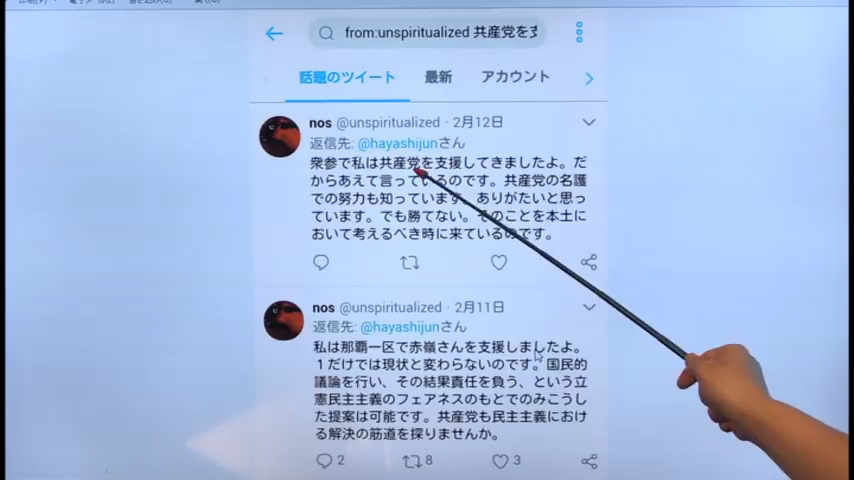 from:unspiritualized 共産党を支
話題のツイート 最新 アカウント
nos @unspiritualized · 2月12日
返信先: @hayashijunさん
衆参で私は共産党を支援してきましたよ。だ
からあえて言っているのです。共産党の名護
での努力も知っています。ありがたいと思っ
ています。でも勝てない。そのことを本土に
おいて考えるべき時に来ているのです。
nos @unspiritualized · 2月11日
返信先: @hayashijunさん
私は那覇一区で赤嶺さんを支援しましたよ。
１だけでは現状と変わらないのです。国民的
議論を行い、その結果責任を負う、という立
憲民主主義のフェアネスのもとでのみこうし
た提案は可能です。共産党も民主主義におけ
る解決の筋道を探りませんか。
2 8 3